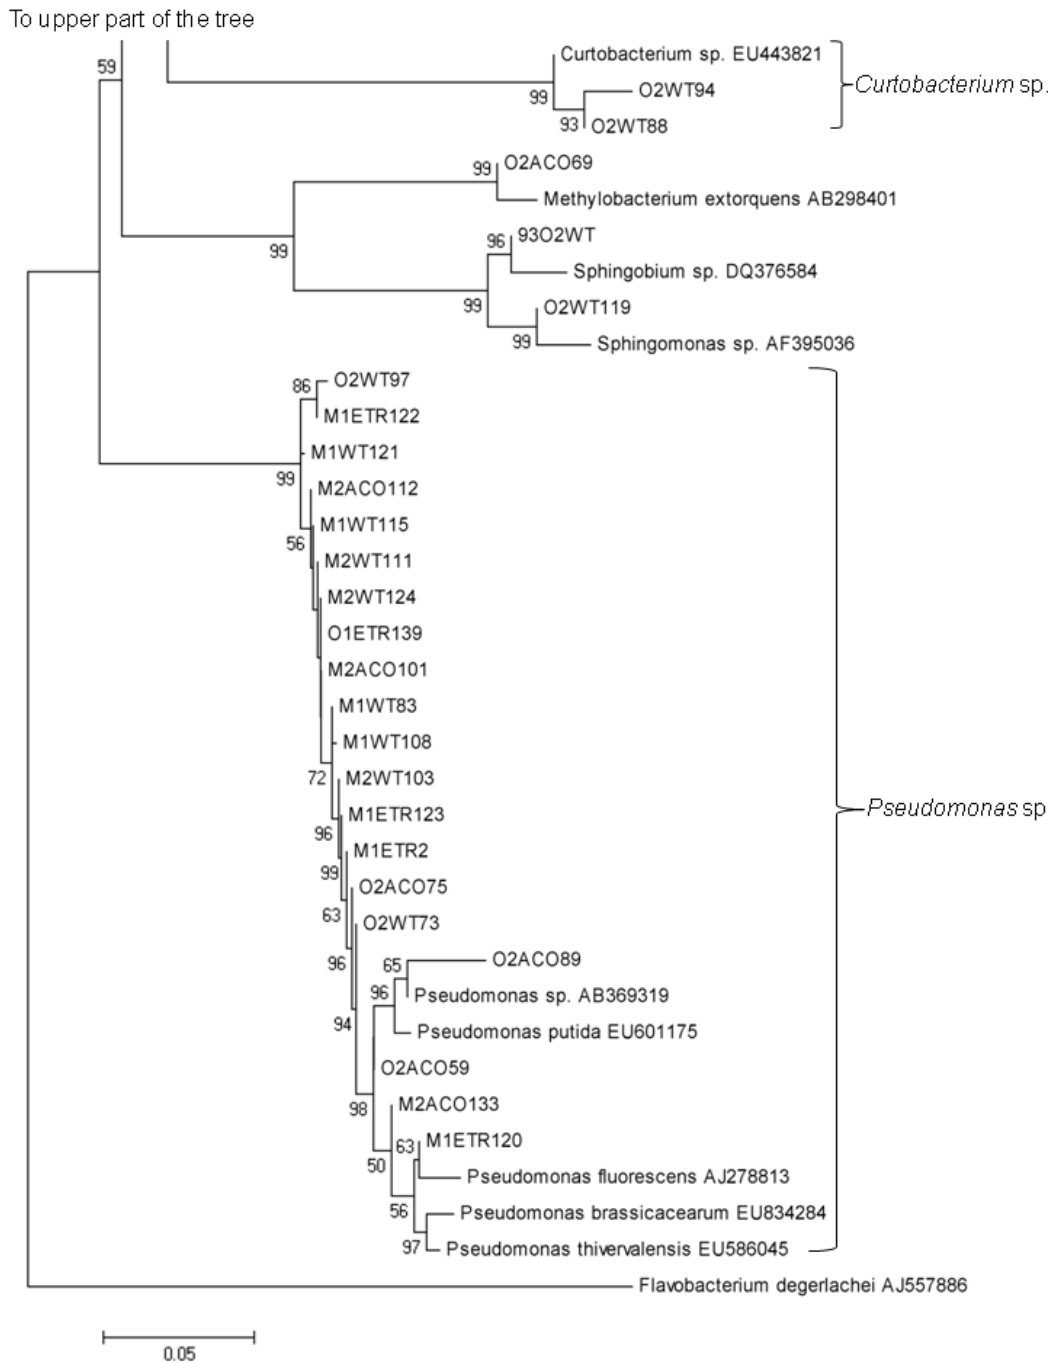 To upper part of the tree
59
Curtobacterium sp. EU443821
99
O2WT94
Curtobacterium sp.
93
O2WT88
99
O2ACO69
Methylobacterium extorquens AB298401
99
96
93O2WT
Sphingobium sp. DQ376584
99
O2WT119
99
Sphingomonas sp. AF395036
86
O2WT97
M1ETR122
M1WT121
99
M2ACO112
M1WT115
56
M2WT111
M2WT124
O1ETR139
M2ACO101
M1WT83
M1WT108
72
M2WT103
M1ETR123
96
M1ETR2
99
O2ACO75
63
O2WT73
96
65
O2ACO89
96
Pseudomonas sp. AB369319
94
Pseudomonas putida EU601175
O2ACO59
98
M2ACO133
63
M1ETR120
50
Pseudomonas fluorescens AJ278813
56
Pseudomonas brassicacearum EU834284
97
Pseudomonas thivervalensis EU586045
Pseudomonas sp
Flavobacterium degerlachei AJ557886
0.05